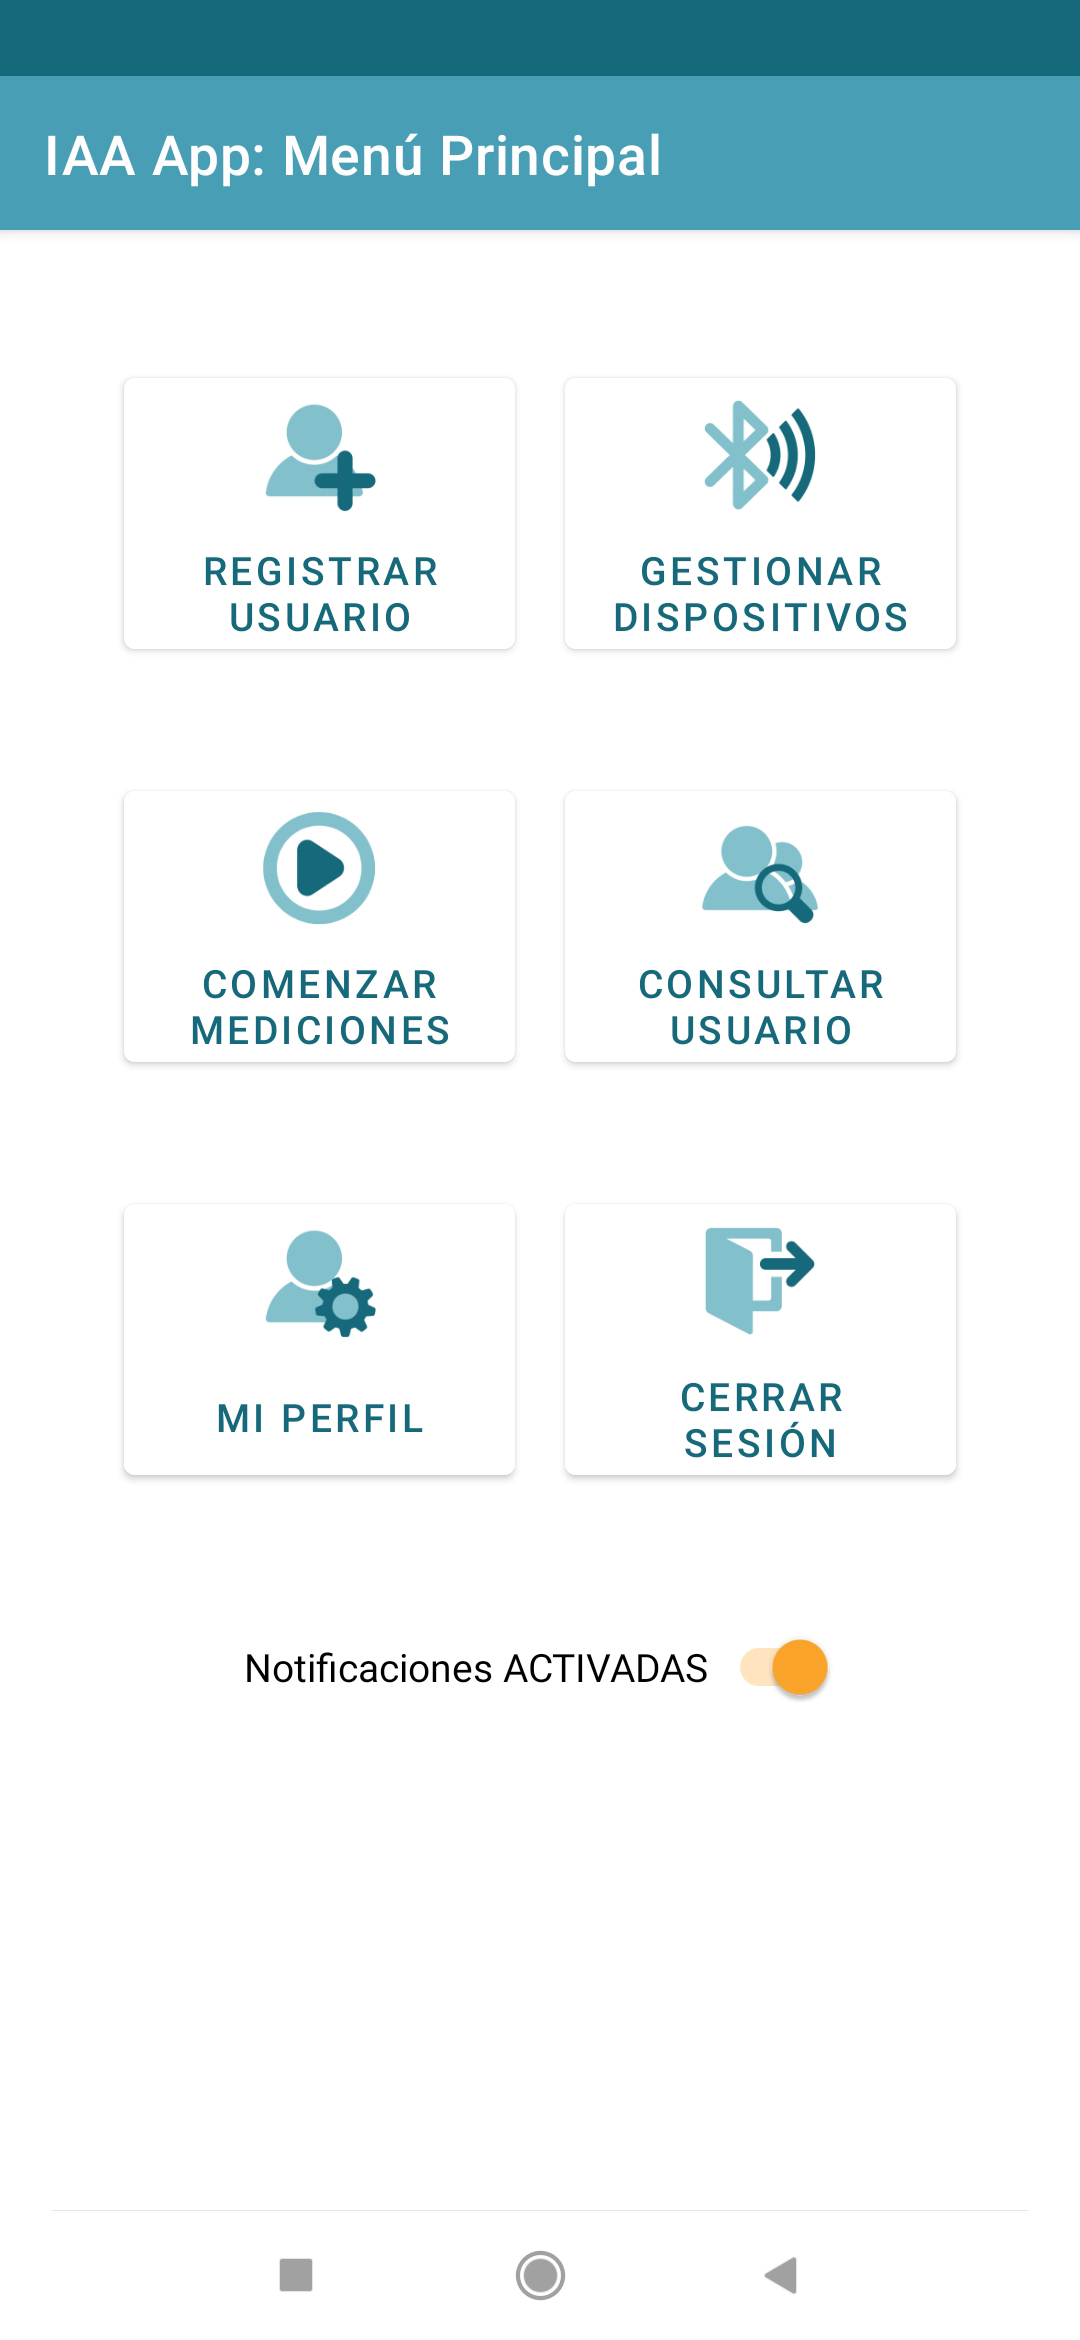 IAA App: Menú Principal
REGISTRAR
USUARIO
GESTIONAR
DISPOSITIVOS
COMENZAR
MEDICIONES
CONSULTAR
USUARIO
MI PERFIL
CERRAR
SESIÓN
Notificaciones ACTIVADAS